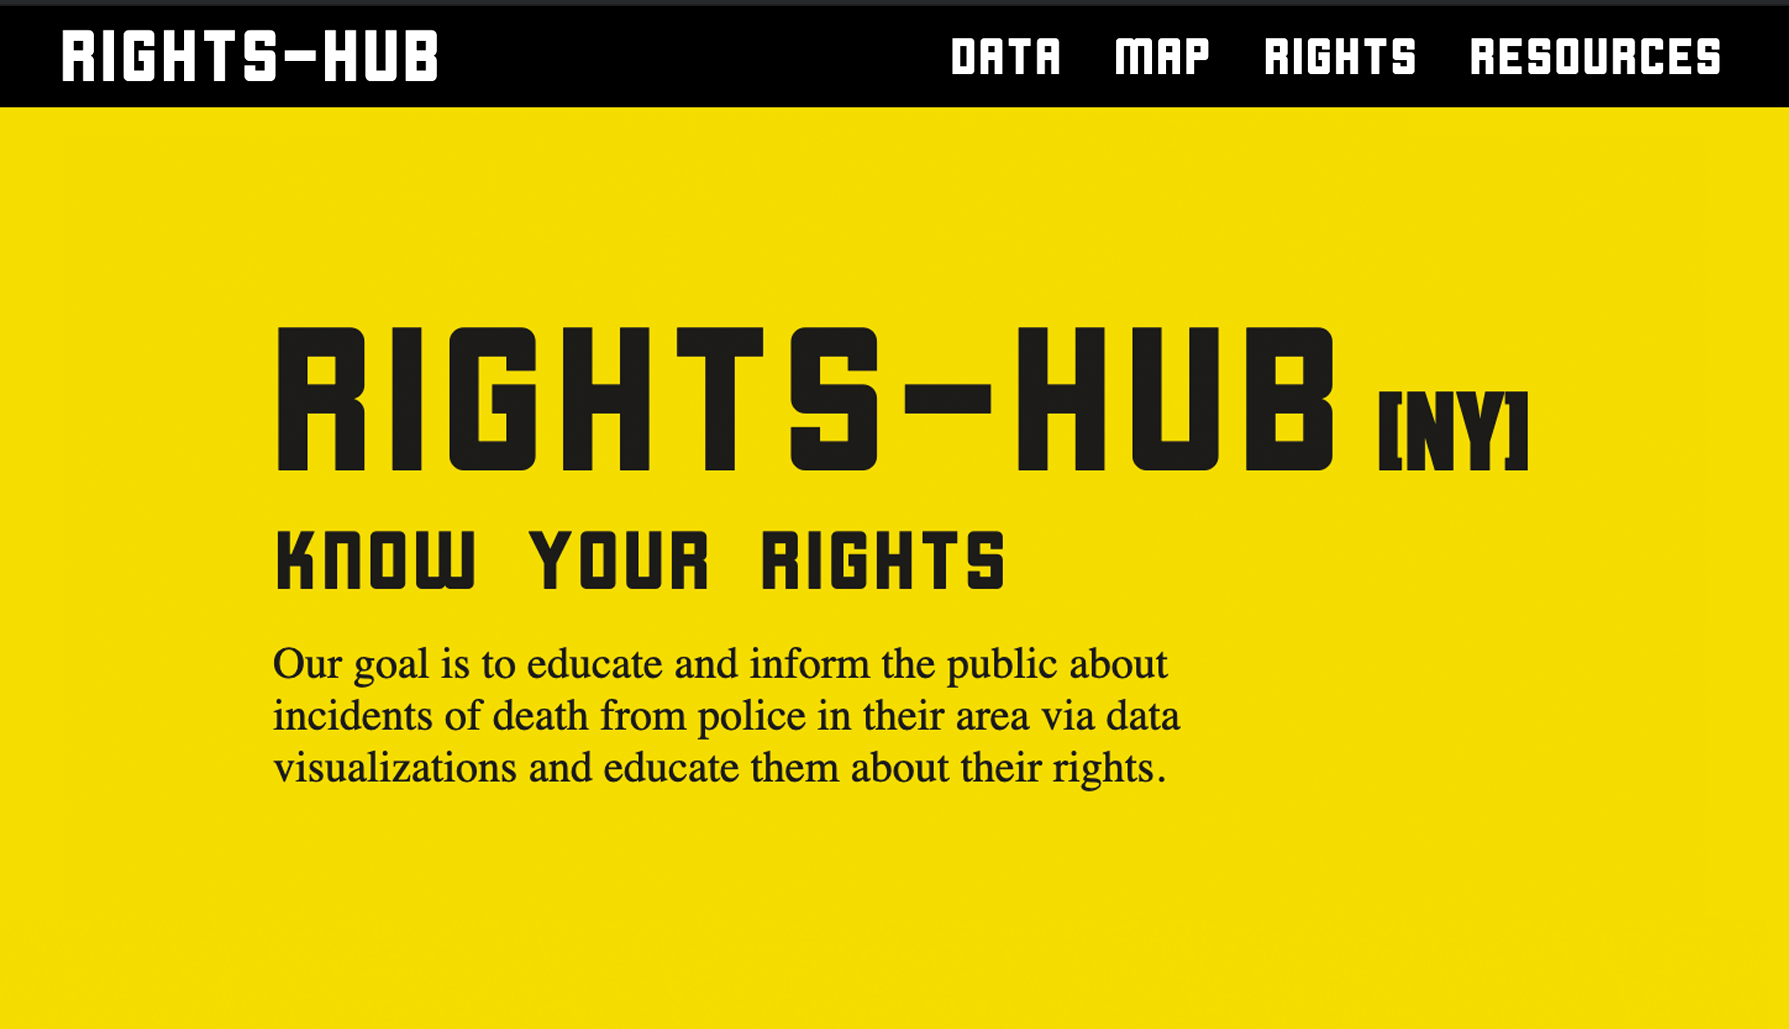 RIGHTS-HUB
DATA MAP RIGHTS RESOURCES
RIGHTS-HUB [NY]
KNOW YOUR RIGHTS
Our goal is to educate and inform the public about
incidents of death from police in their area via data
visualizations and educate them about their rights.